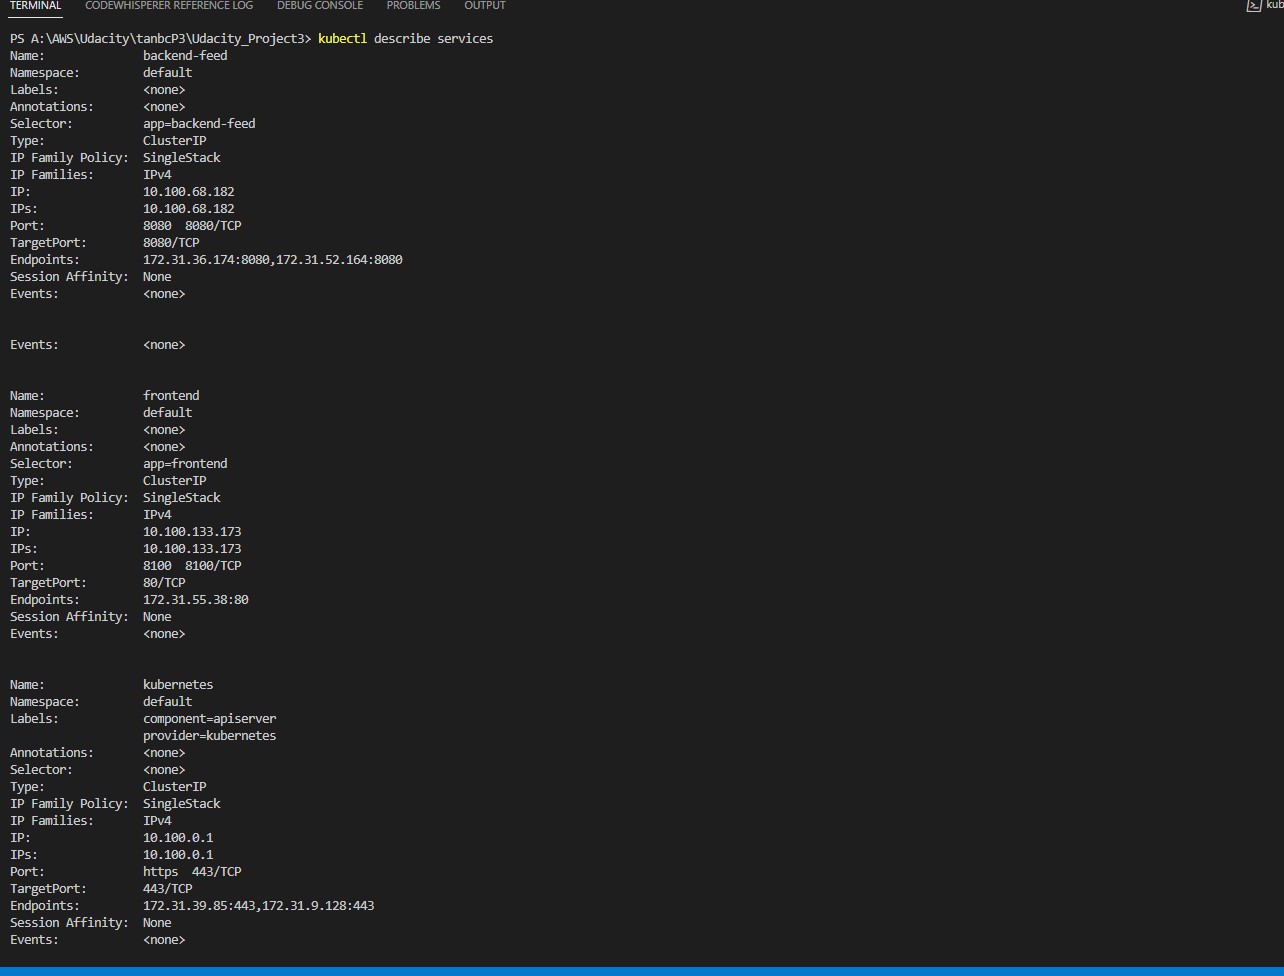 TERMINAL CODEWHISPERER REFERENCE LOG DEBUG CONSOLE PROBLEMS OUTPUT kub
PS A:\AWS\Udacity\tanbcP3\Udacity_Project3> kubectl describe services
Name: backend-feed
Namespace: default
Labels: <none>
Annotations: <none>
Selector: app=backend-feed
Type: ClusterIP
IP Family Policy: SingleStack
IP Families: IPv4
IP: 10.100.68.182
IPs: 10.100.68.182
Port: 8080 8080/TCP
TargetPort: 8080/TCP
Endpoints: 172.31.36.174:8080,172.31.52.164:8080
Session Affinity: None
Events: <none>
Events: <none>
Name: frontend
Namespace: default
Labels: <none>
Annotations: <none>
Selector: app=frontend
Type: ClusterIP
IP Family Policy: SingleStack
IP Families: IPv4
IP: 10.100.133.173
IPs: 10.100.133.173
Port: 8100 8100/TCP
TargetPort: 80/TCP
Endpoints: 172.31.55.38:80
Session Affinity: None
Events: <none>
Name: kubernetes
Namespace: default
Labels: component=apiserver
provider=kubernetes
Annotations: <none>
Selector: <none>
Type: ClusterIP
IP Family Policy: SingleStack
IP Families: IPv4
IP: 10.100.0.1
IPs: 10.100.0.1
Port: https 443/TCP
TargetPort: 443/TCP
Endpoints: 172.31.39.85:443,172.31.9.128:443
Session Affinity: None
Events: <none>